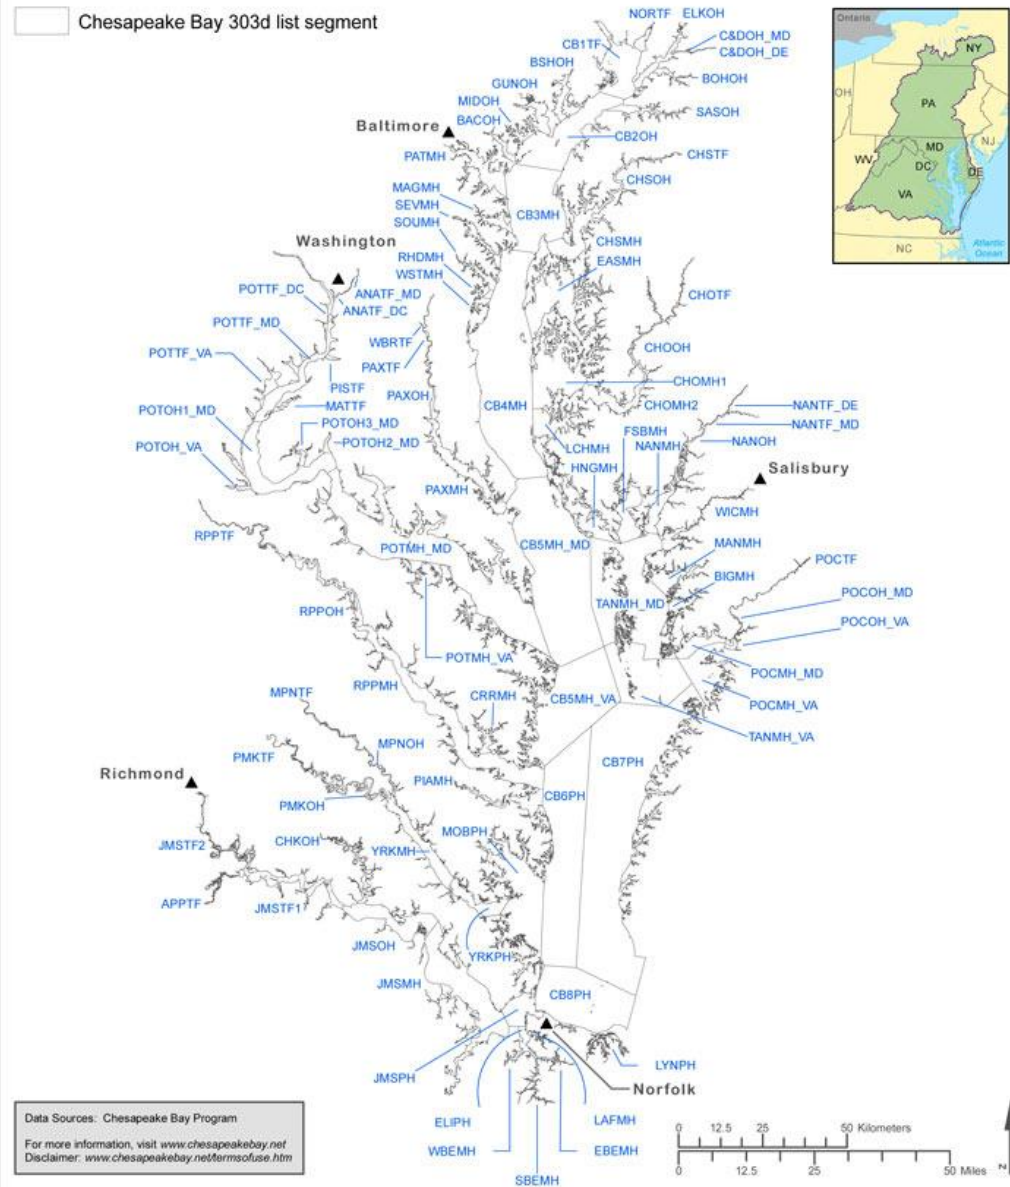 Chesapeake Bay 303d list segment
NORTF
ELKOH
CB1TF
C&DOH_MD
C&DOH_DE
BSHOH
GUNOH
BOHOH
MIDOH
BACOH
SASOH
Baltimore
CB2OH
PATMH
CHSTF
CHSOH
MAGMH
SEVMH
SOUMH
CB3MH
Washington
CHSMH
RHDMH
WSTMH
EASMH
POTTF_DC
ANATF_MD
ANATF_DC
CHOTF
POTTF_MD
WBRTF
POTTF_VA
PAXTF
CHOOH
PISTF
MATTF
PAXOH
CHOMH1
CB4MH
CHOMH2
POTOH1_MD
POTOH3_MD
POTOH2_MD
NANTF_DE
NANTF_MD
POTOH_VA
LCHMH
FSBMH
NANMH
NANOH
HNGMH
Salisbury
PAXMH
WICMH
RPPTF
POTMH_MD
CB5MH_MD
MANMH
POCTF
BIGMH
RPPOH
TANMH_MD
POCOH_MD
POCOH_VA
POTMH_VA
POCMH_MD
RPPMH
CRRMH
CB5MH_VA
POCMH_VA
MPNTF
TANMH_VA
MPNOH
PMKTF
CB7PH
Richmond
PIAMH
CB6PH
PMKOH
MOBPH
JMSTF2
CHKOH
YRKMH
APPTF
JMSTF1
JMSOH
YRKPH
JMSMH
CB8PH
JMSPH
LYNPH
Norfolk
ELIPH
LAFMH
WBEMH
EBEMH
SBEMH
Ontario
NY
OH
PA
NJ
MD
WV
DC
DE
VA
NC
Atlantic
Ocean
Data Sources: Chesapeake Bay Program
For more information, visit www.chesapeakebay.net
Disclaimer: www.chesapeakebay.net/termsofuse.htm
0 12.5 25 50 Kilometers
0 12.5 25 50 Miles
N